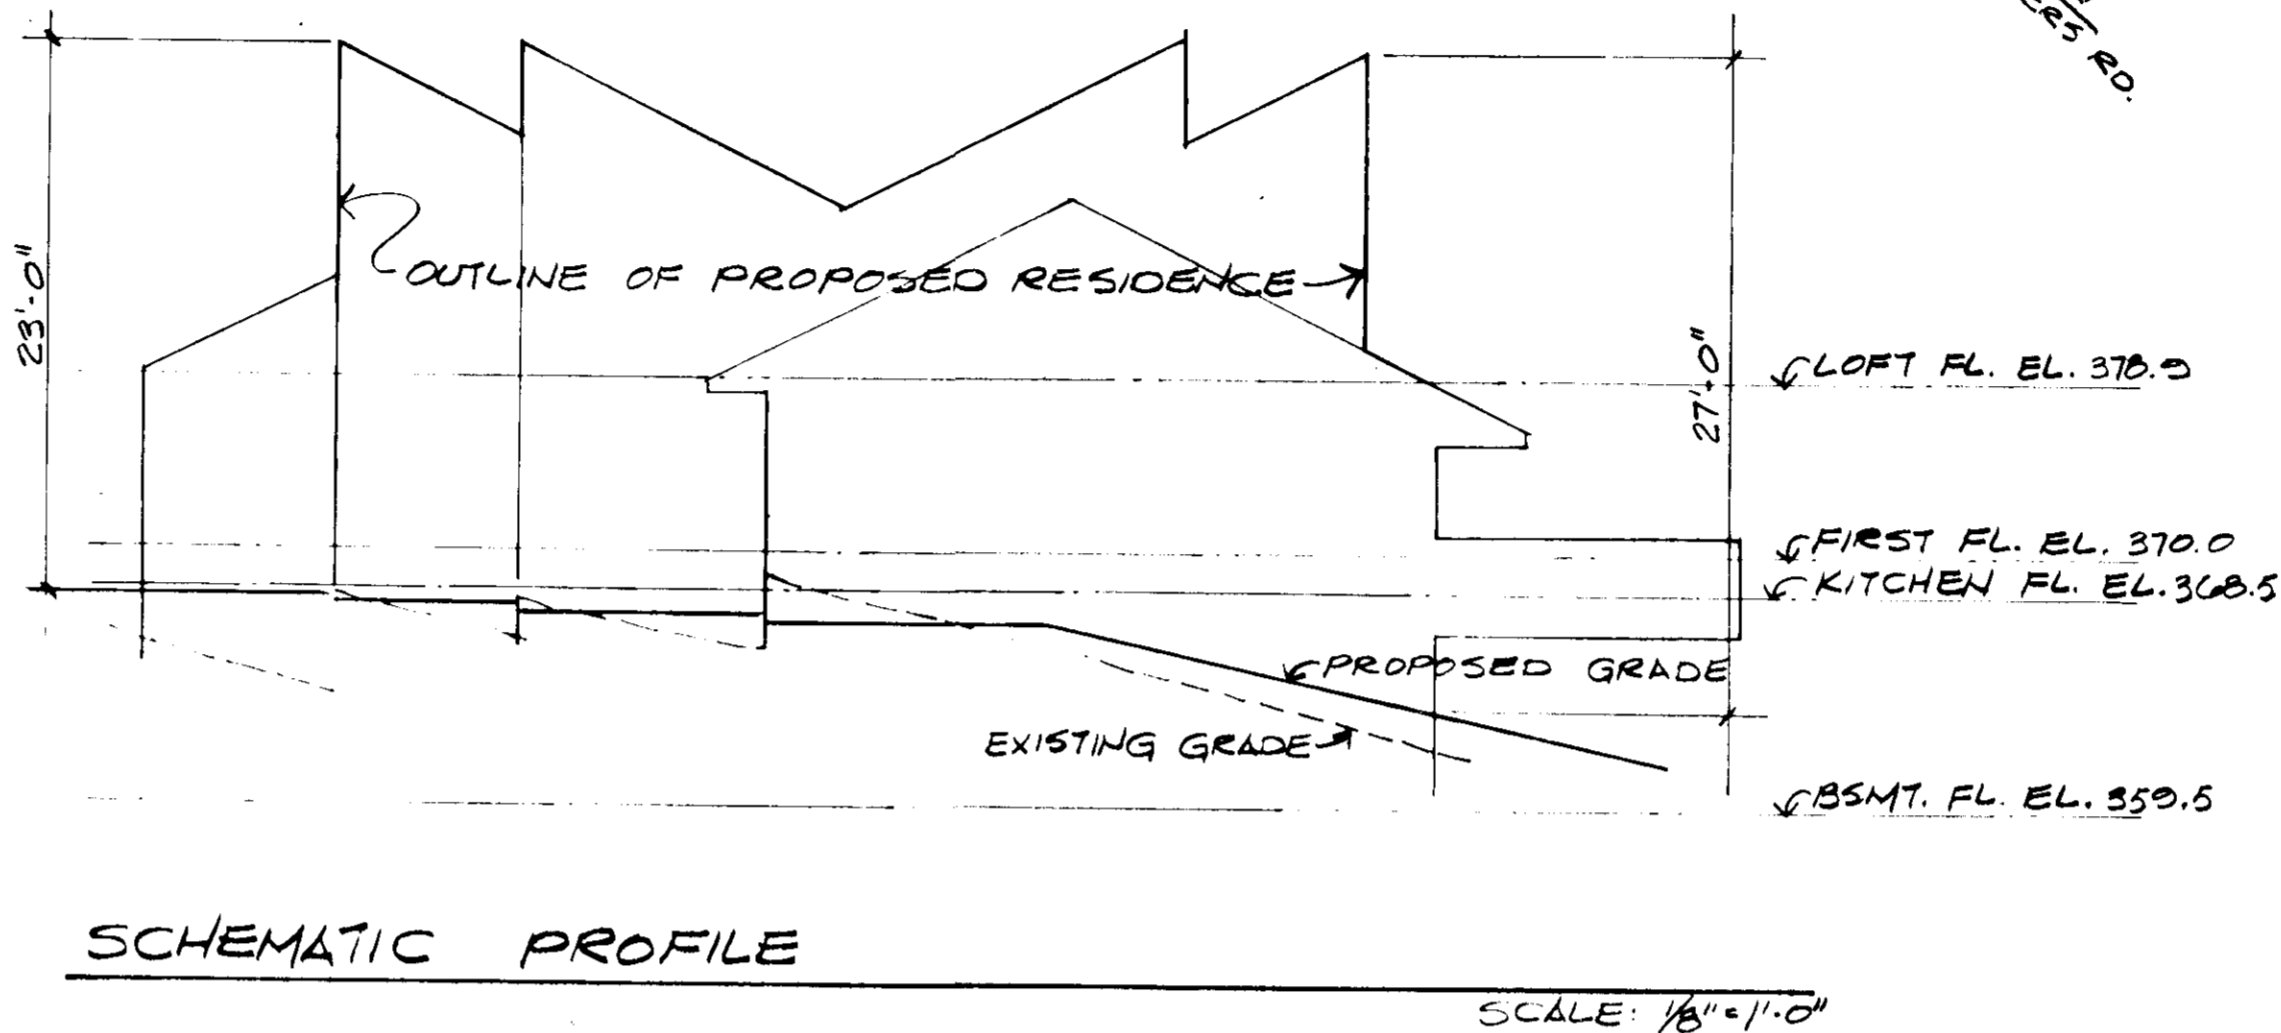 RD.
23'-0"
OUTLINE OF PROPOSED RESIDENCE
27'-0"
LOFT FL. EL. 378.9
FIRST FL. EL. 370.0
KITCHEN FL. EL. 368.5
PROPOSED GRADE
EXISTING GRADE
BSMT. FL. EL. 359.5
SCHEMATIC PROFILE
SCALE: 1/8" = 1'-0"